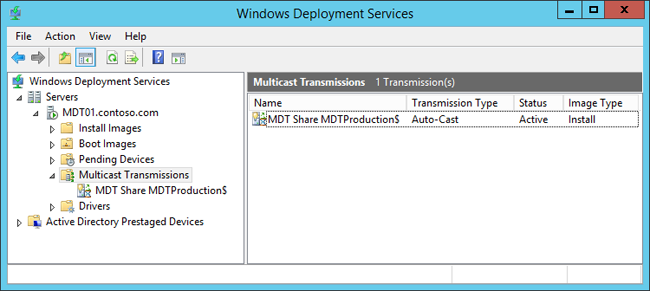 Windows Deployment Services
File Action View Help
Windows Deployment Services
Servers
MDT01.contoso.com
Install Images
Boot Images
Pending Devices
Multicast Transmissions
MDT Share MDTProduction$
Drivers
Active Directory Prestaged Devices
Multicast Transmissions 1 Transmission(s)
Name Transmission Type Status Image Type
MDT Share MDTProduction$ Auto-Cast Active Install